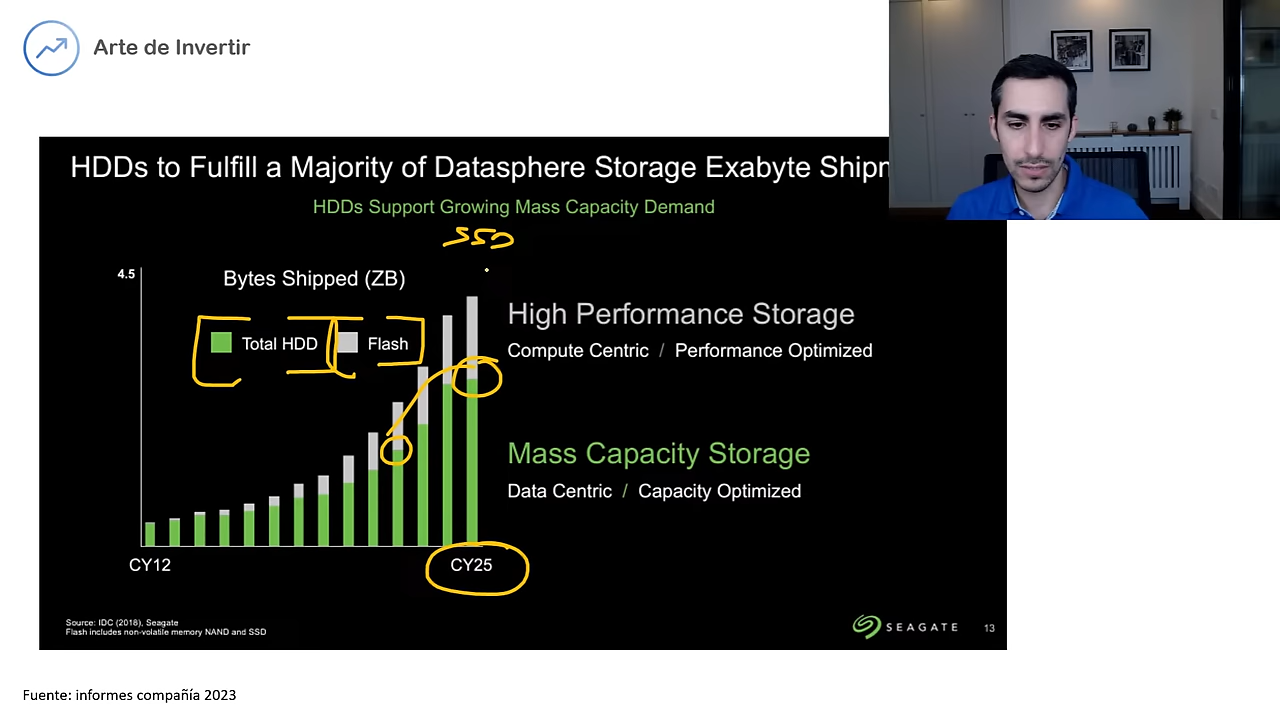 Arte de Invertir
HDDs to Fulfill a Majority of Datasphere Storage Exabyte
HDDs Support Growing Mass Capacity Demand
SSD
4.5
Bytes Shipped (ZB)
Total HDD
Flash
High Performance Storage
Compute Centric / Performance Optimized
Mass Capacity Storage
Data Centric / Capacity Optimized
CY12
CY25
Source: IDC (2018), Seagate
Flash includes non-volatile memory NAND and SSD
SEAGATE
13
Fuente: informes compañía 2023